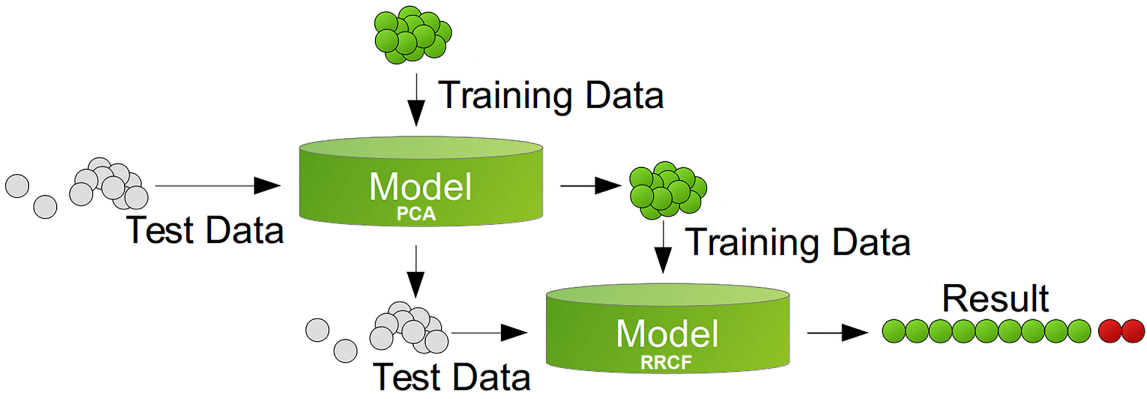 Training Data
Model
PCA
Test Data
Training Data
Result
Model
RRCF
Test Data